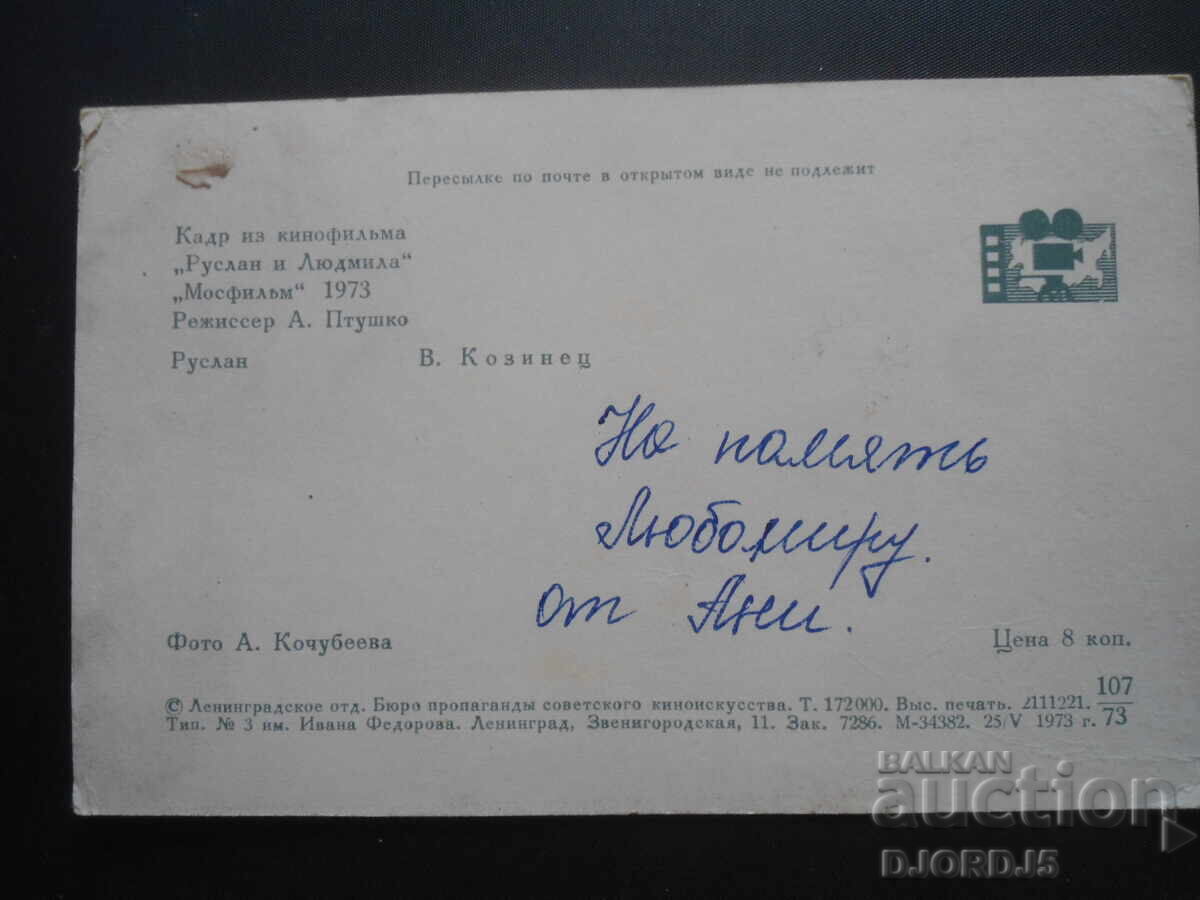 Пересылке по почте в открытом виде не подлежит
Кадр из кинофильма
„Руслан и Людмила“
„Мосфильм“ 1973
Режиссер А. Птушко
Руслан В. Козинец
На память
Любомиру.
от Ани.
Фото А. Кочубеева
Цена 8 коп.
© Ленинградское отд. Бюро пропаганды советского киноискусства. Т. 172000. Выс. печать. 2111221. 107/73
Тип. № 3 им. Ивана Федорова. Ленинград, Звенигородская, 11. Зак. 7286. М-34382. 25/V 1973 г.
BALKAN
auction
DJORDJ5